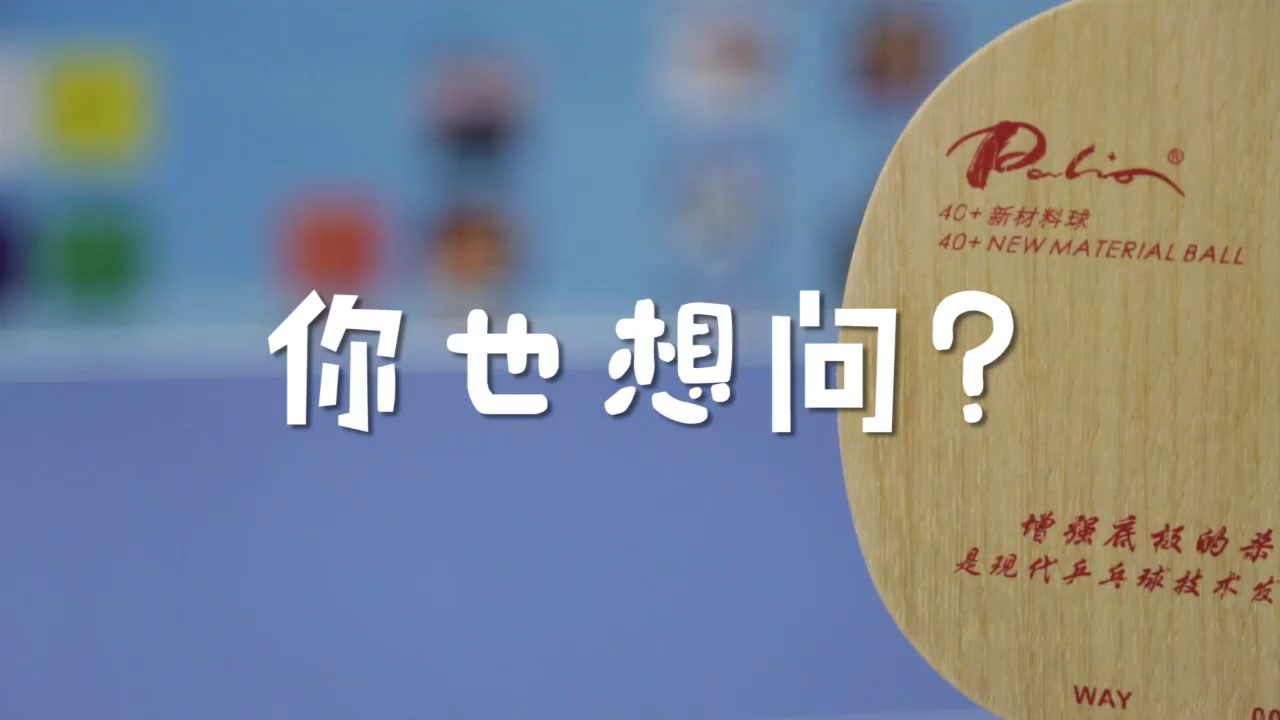 Palio®
40+ 新材料球
40+ NEW MATERIAL BALL
你也想问?
增强底板的
是现代乒乓球技术发
WAY